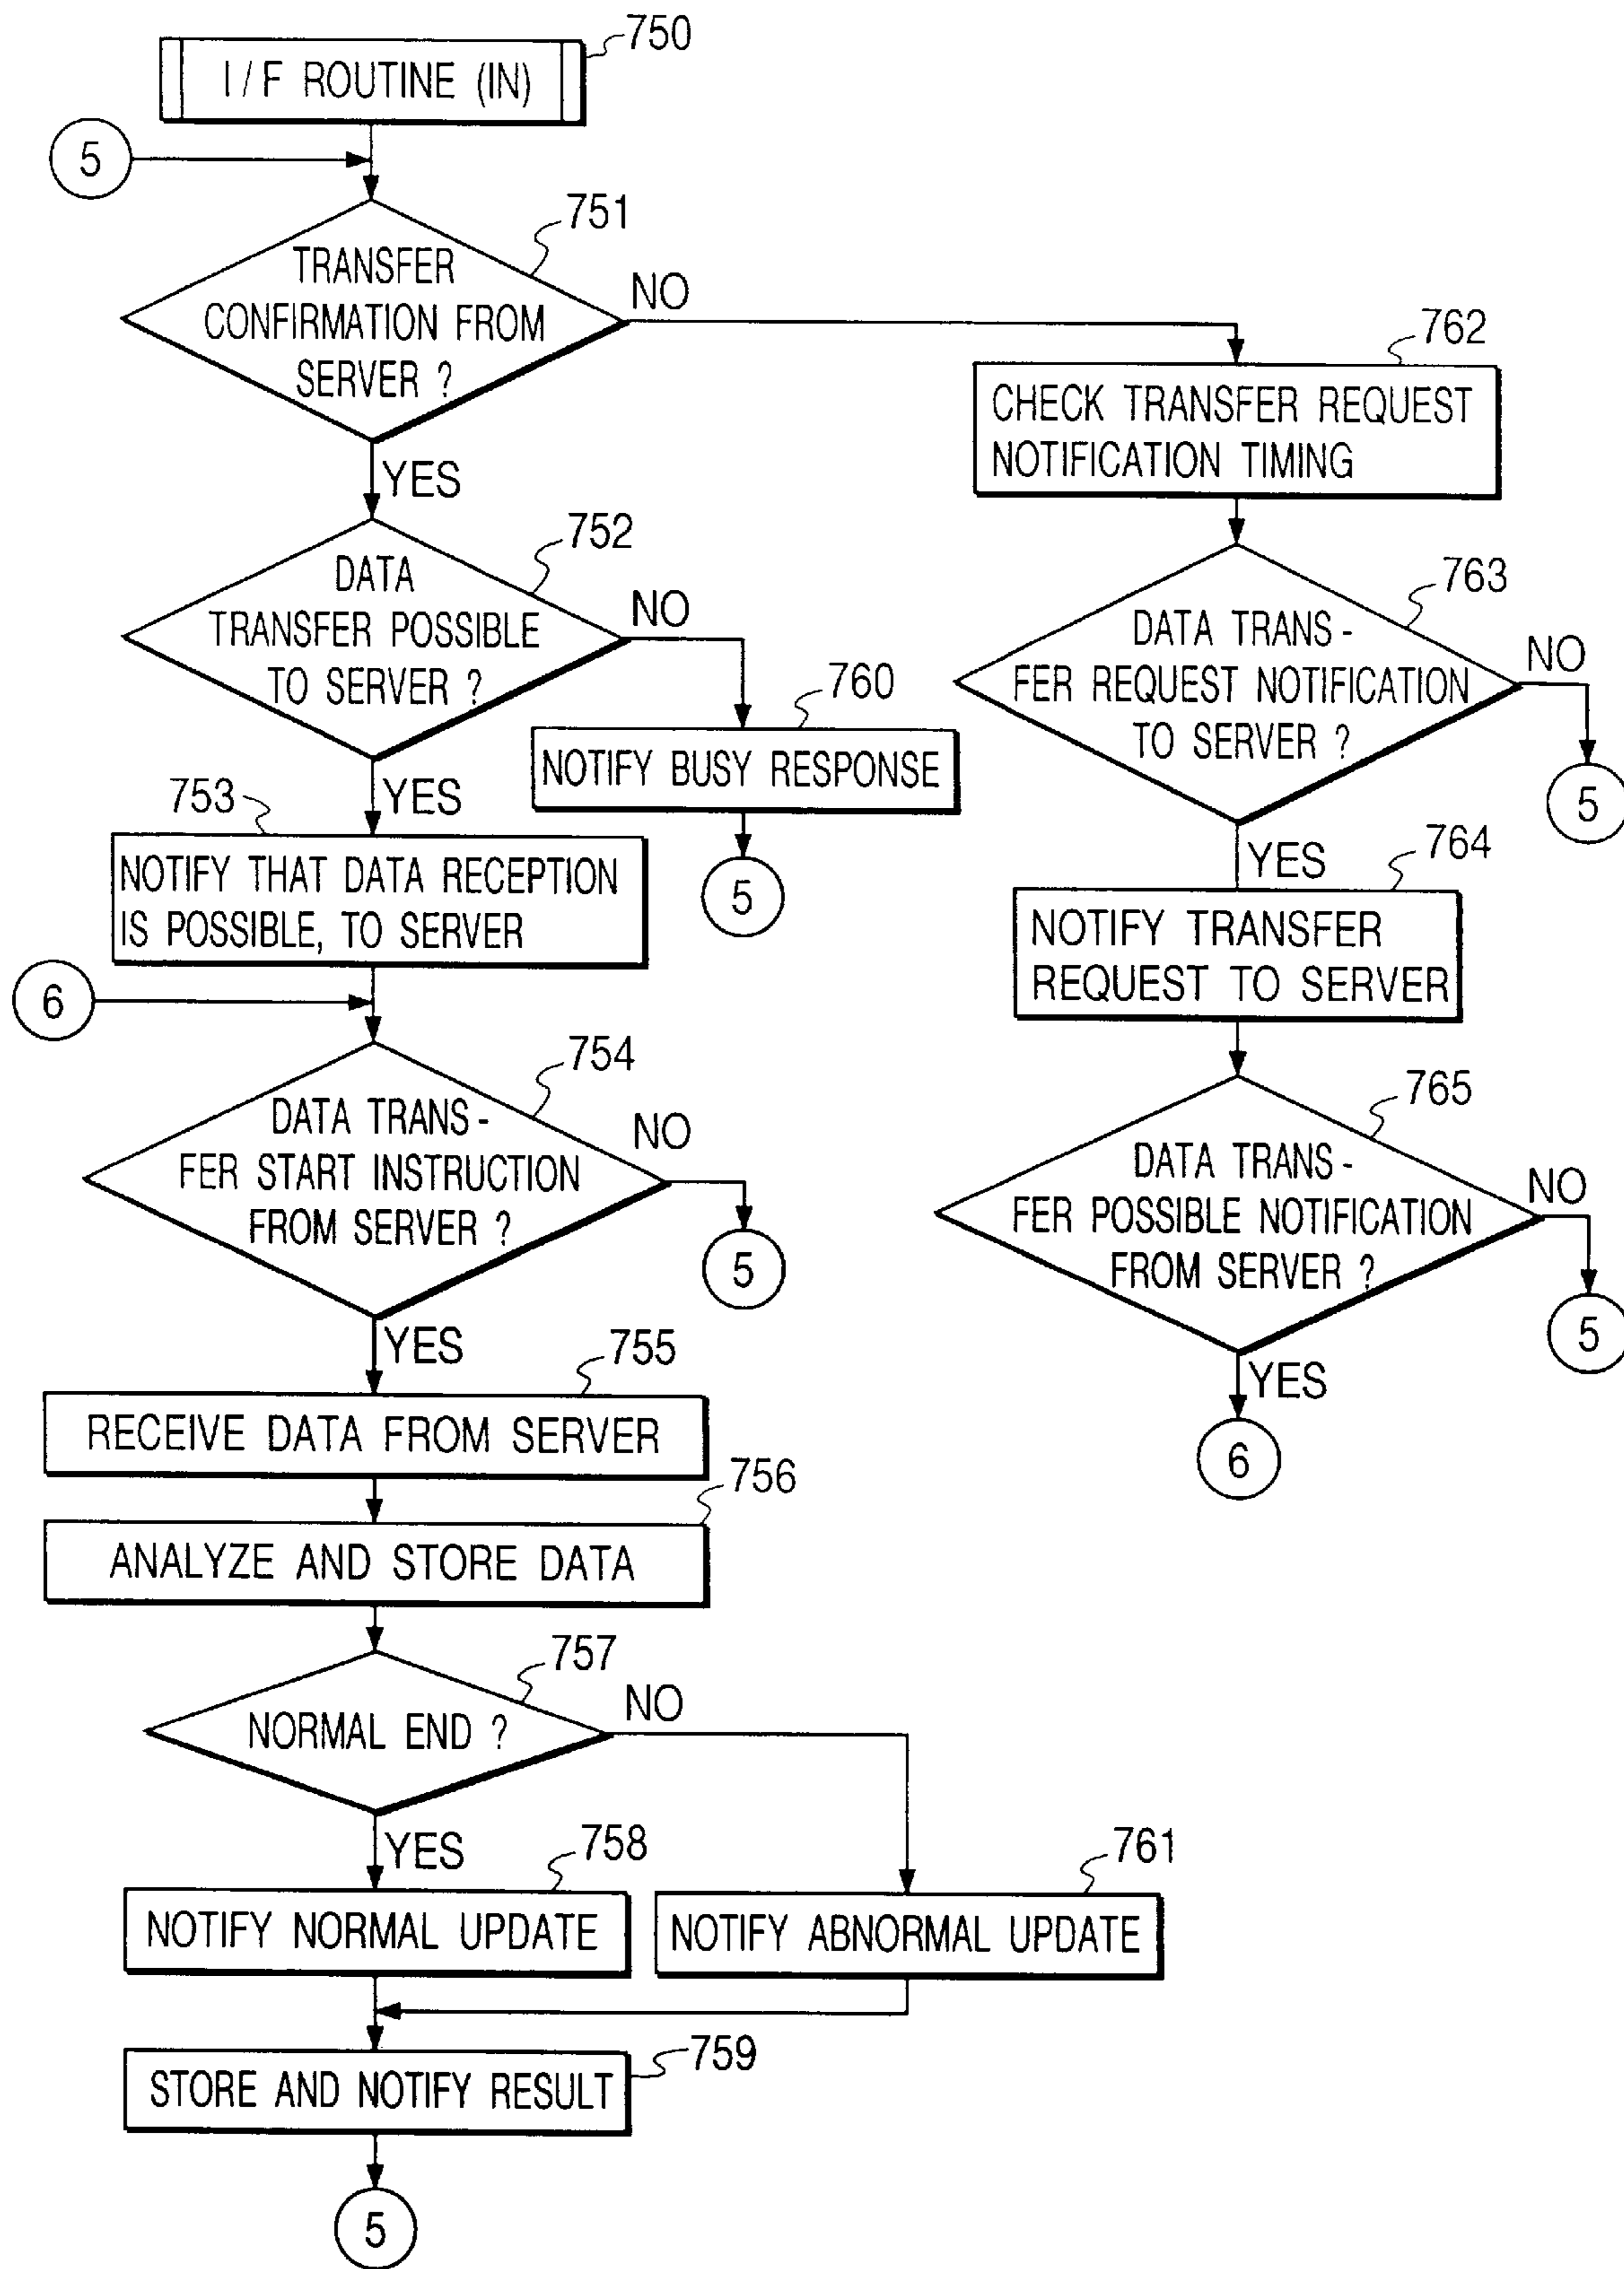 750
I/F ROUTINE (IN)
5
751
TRANSFER
CONFIRMATION FROM
SERVER ?
NO
YES
752
DATA
TRANSFER POSSIBLE
TO SERVER ?
NO
YES
760
NOTIFY BUSY RESPONSE
5
753
NOTIFY THAT DATA RECEPTION
IS POSSIBLE, TO SERVER
6
754
DATA TRANS -
FER START INSTRUCTION
FROM SERVER ?
NO
5
YES
755
RECEIVE DATA FROM SERVER
756
ANALYZE AND STORE DATA
757
NORMAL END ?
NO
YES
758
NOTIFY NORMAL UPDATE
761
NOTIFY ABNORMAL UPDATE
759
STORE AND NOTIFY RESULT
5
762
CHECK TRANSFER REQUEST
NOTIFICATION TIMING
763
DATA TRANS -
FER REQUEST NOTIFICATION
TO SERVER ?
NO
5
YES
764
NOTIFY TRANSFER
REQUEST TO SERVER
765
DATA TRANS -
FER POSSIBLE NOTIFICATION
FROM SERVER ?
NO
5
YES
6